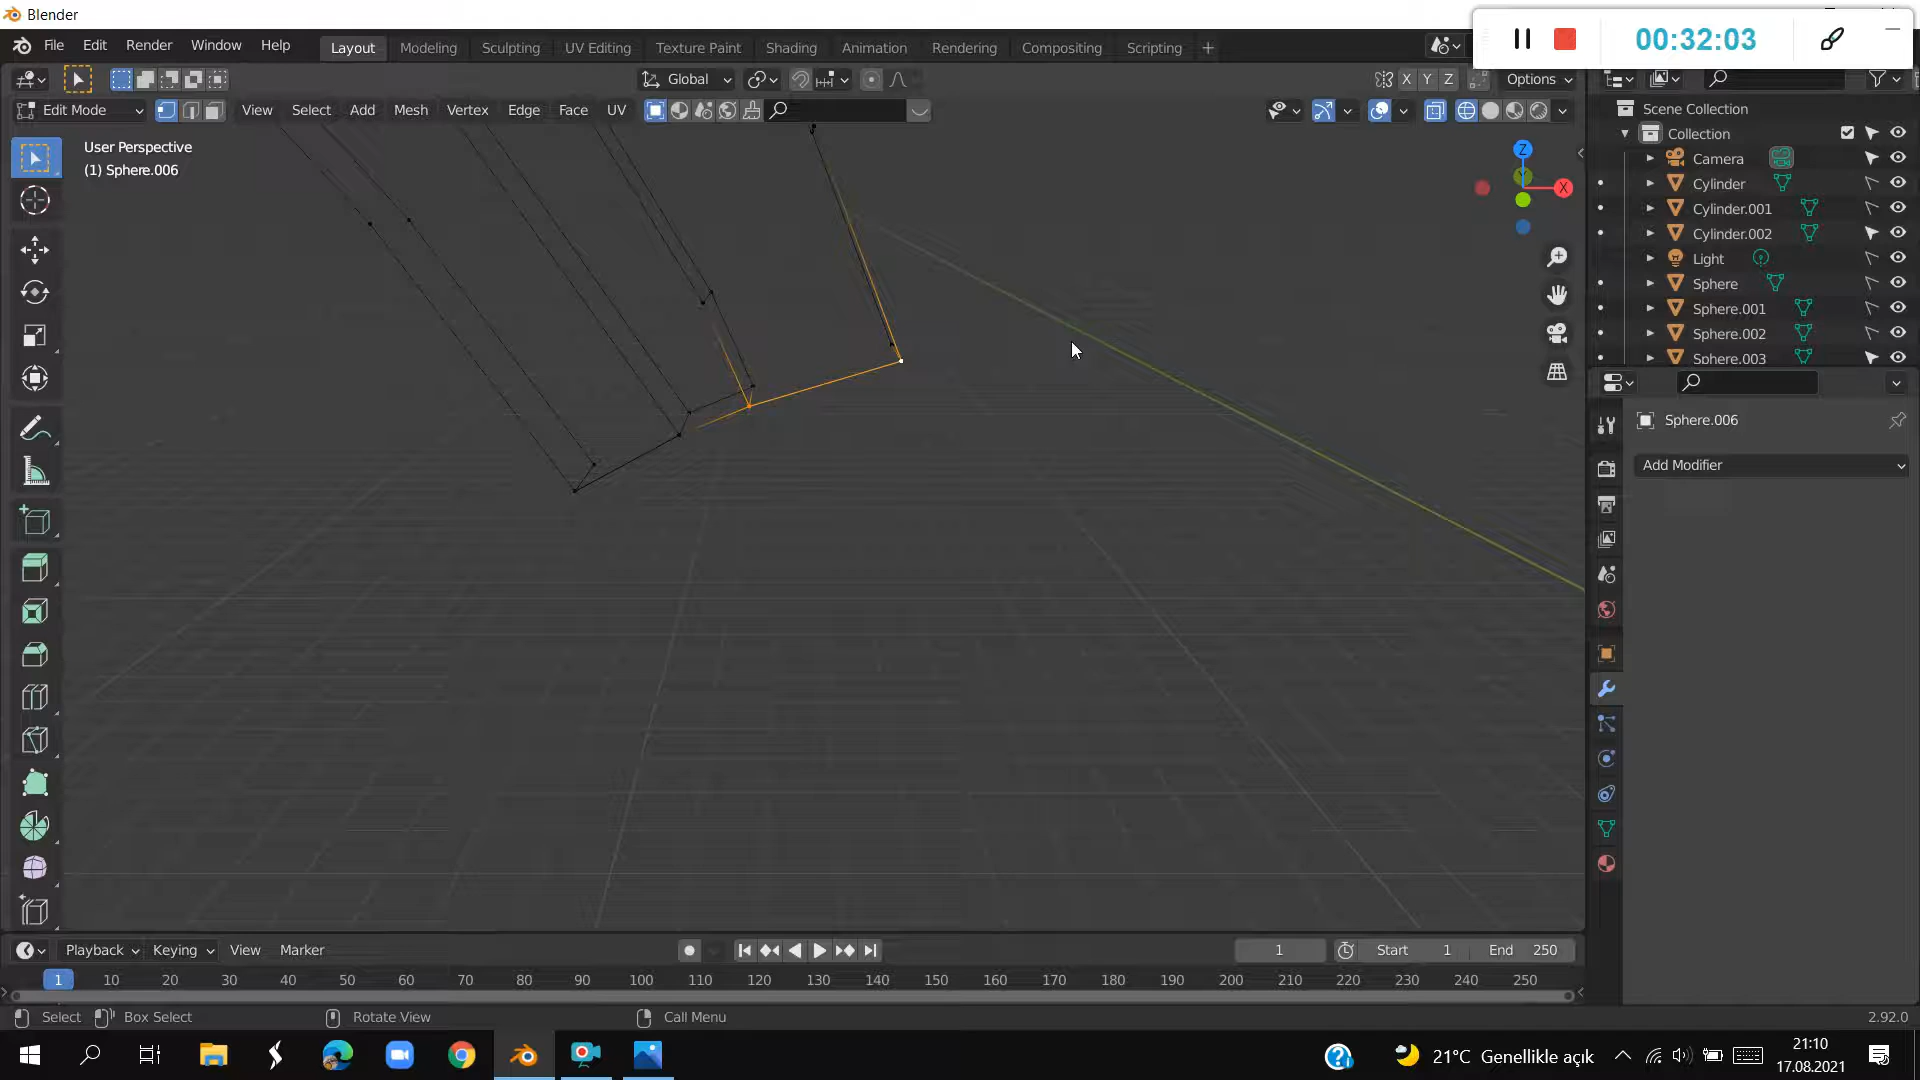 Blender
00:32:03
File Edit Render Window Help
Layout Modeling Sculpting UV Editing Texture Paint Shading Animation Rendering Compositing Scripting
Global
X Y Z
Options
Edit Mode
View Select Add Mesh Vertex Edge Face UV
User Perspective
(1) Sphere.006
Z
X
Scene Collection
Collection
Camera
Cylinder
Cylinder.001
Cylinder.002
Light
Sphere
Sphere.001
Sphere.002
Sphere.003
Sphere.006
Add Modifier
Playback Keying View Marker
1
Start 1
End 250
1 10 20 30 40 50 60 70 80 90 100 110 120 130 140 150 160 170 180 190 200 210 220 230 240 250
Select Box Select Rotate View Call Menu
2.92.0
21°C Genellikle açık
21:10
17.08.2021